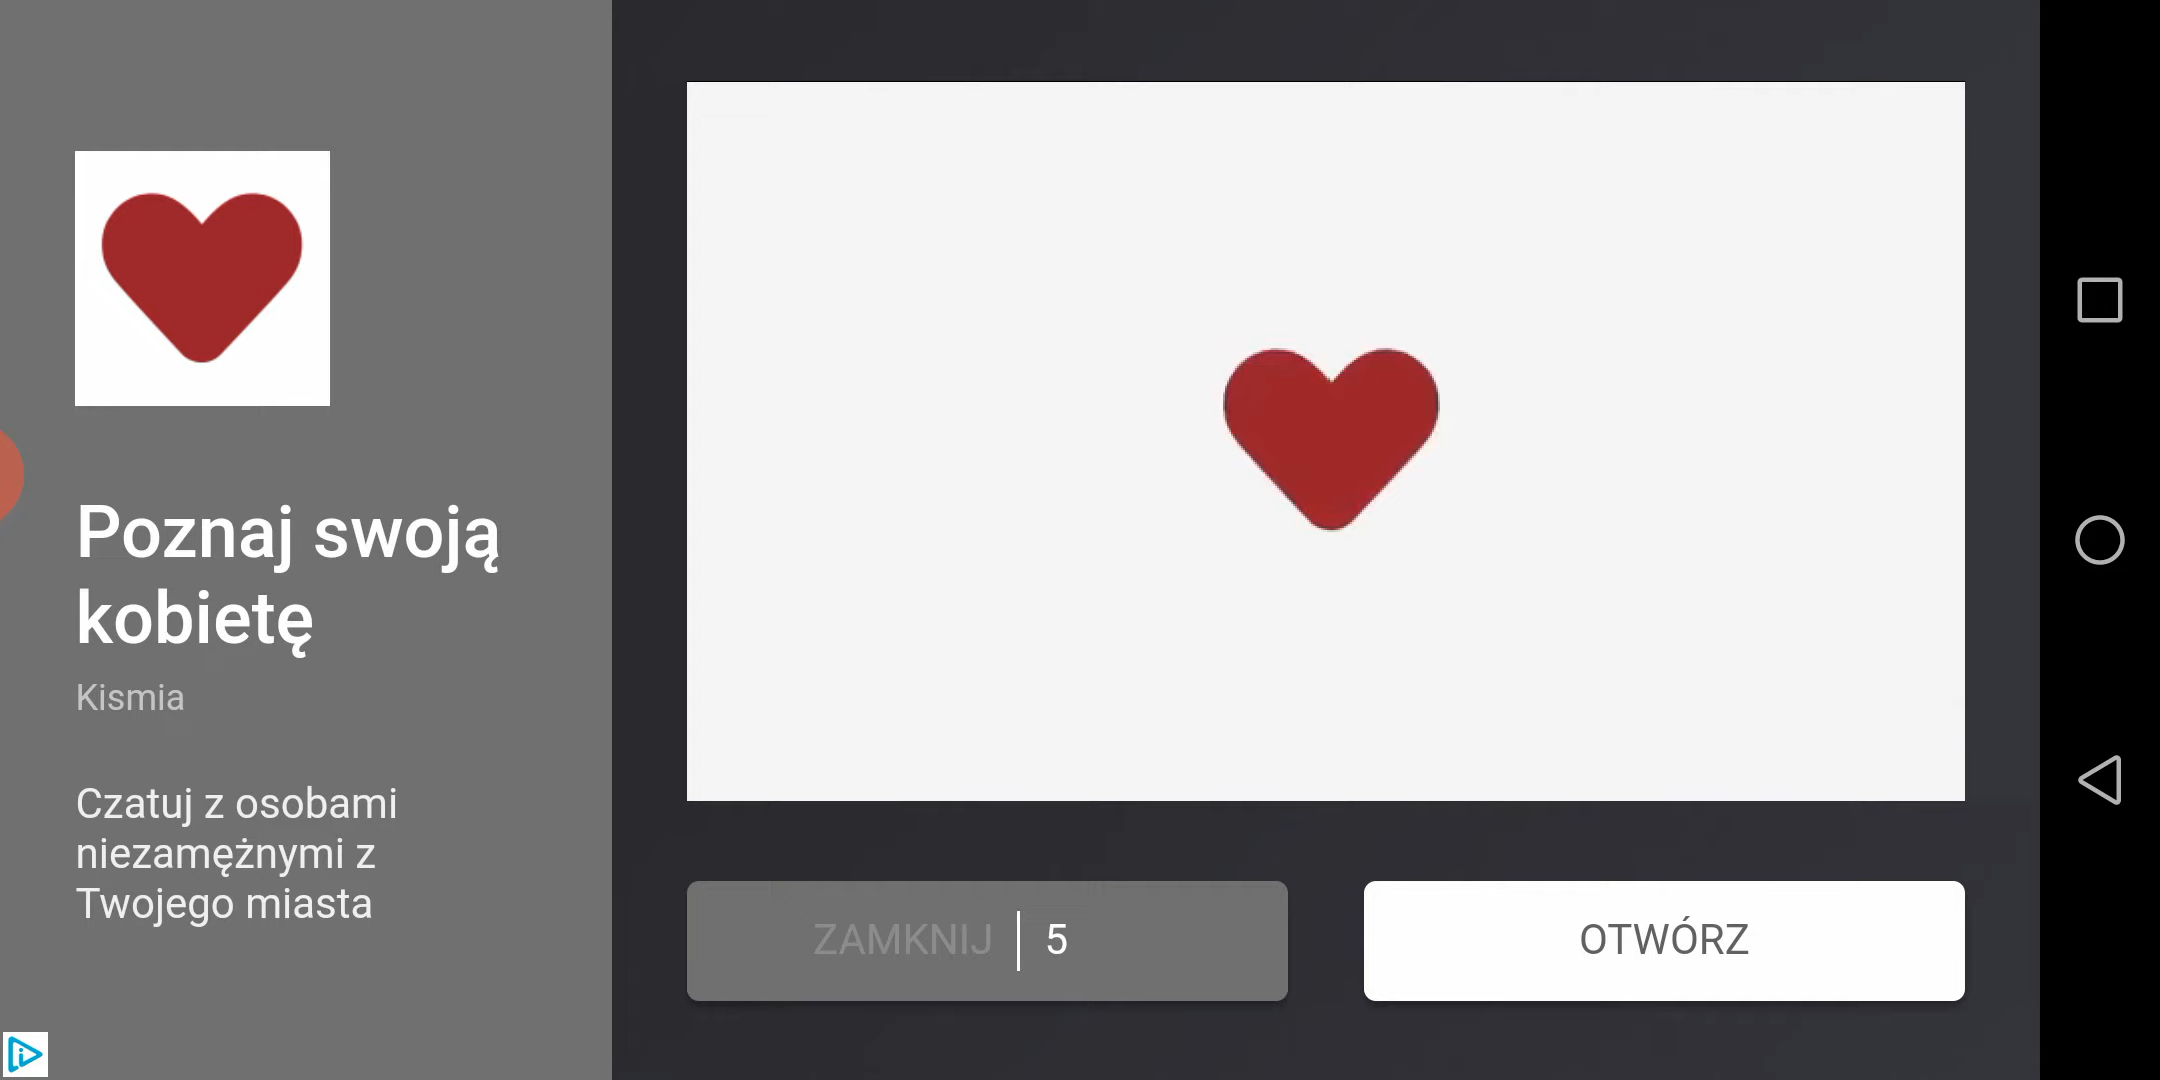 Poznaj swoją
kobietę
Kismia
Czatuj z osobami
niezamężnymi z
Twojego miasta
ZAMKNIJ 5
OTWÓRZ